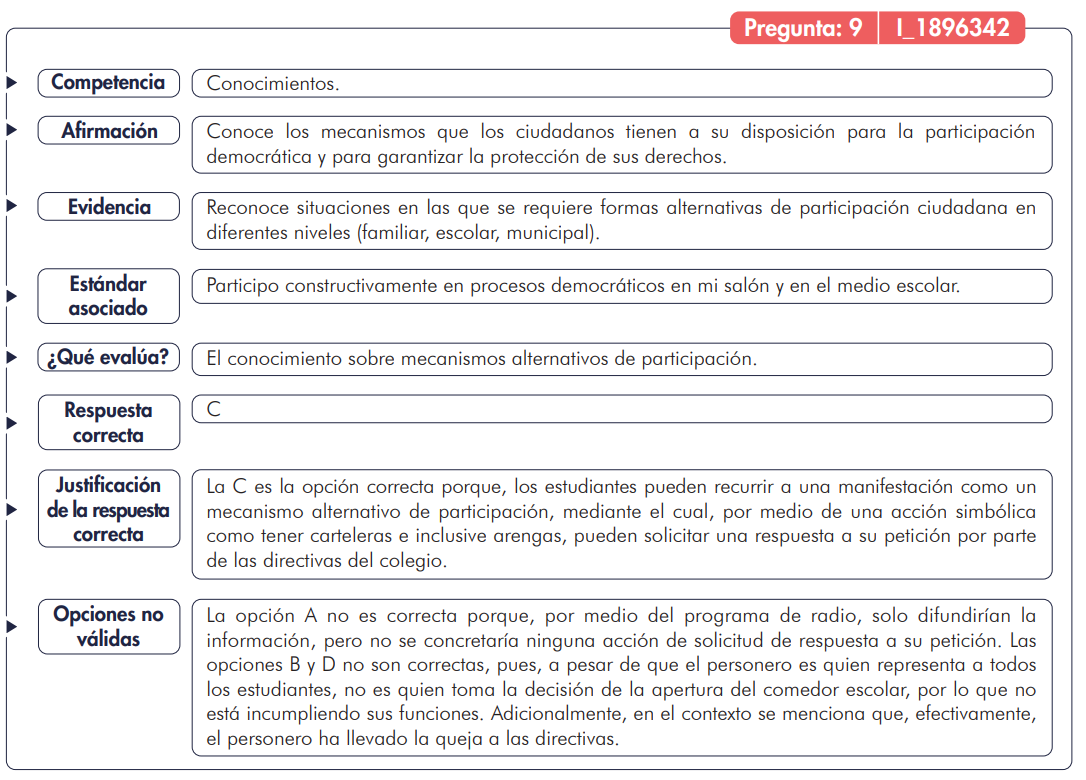 Pregunta: 9 I_1896342
Competencia
Conocimientos.
Afirmación
Conoce los mecanismos que los ciudadanos tienen a su disposición para la participación
democrática y para garantizar la protección de sus derechos.
Evidencia
Reconoce situaciones en las que se requiere formas alternativas de participación ciudadana en
diferentes niveles (familiar, escolar, municipal).
Estándar
asociado
Participo constructivamente en procesos democráticos en mi salón y en el medio escolar.
¿Qué evalúa?
El conocimiento sobre mecanismos alternativos de participación.
Respuesta
correcta
C
Justificación
de la respuesta
correcta
La C es la opción correcta porque, los estudiantes pueden recurrir a una manifestación como un
mecanismo alternativo de participación, mediante el cual, por medio de una acción simbólica
como tener carteleras e inclusive arengas, pueden solicitar una respuesta a su petición por parte
de las directivas del colegio.
Opciones no
válidas
La opción A no es correcta porque, por medio del programa de radio, solo difundirían la
información, pero no se concretaría ninguna acción de solicitud de respuesta a su petición. Las
opciones B y D no son correctas, pues, a pesar de que el personero es quien representa a todos
los estudiantes, no es quien toma la decisión de la apertura del comedor escolar, por lo que no
está incumpliendo sus funciones. Adicionalmente, en el contexto se menciona que, efectivamente,
el personero ha llevado la queja a las directivas.